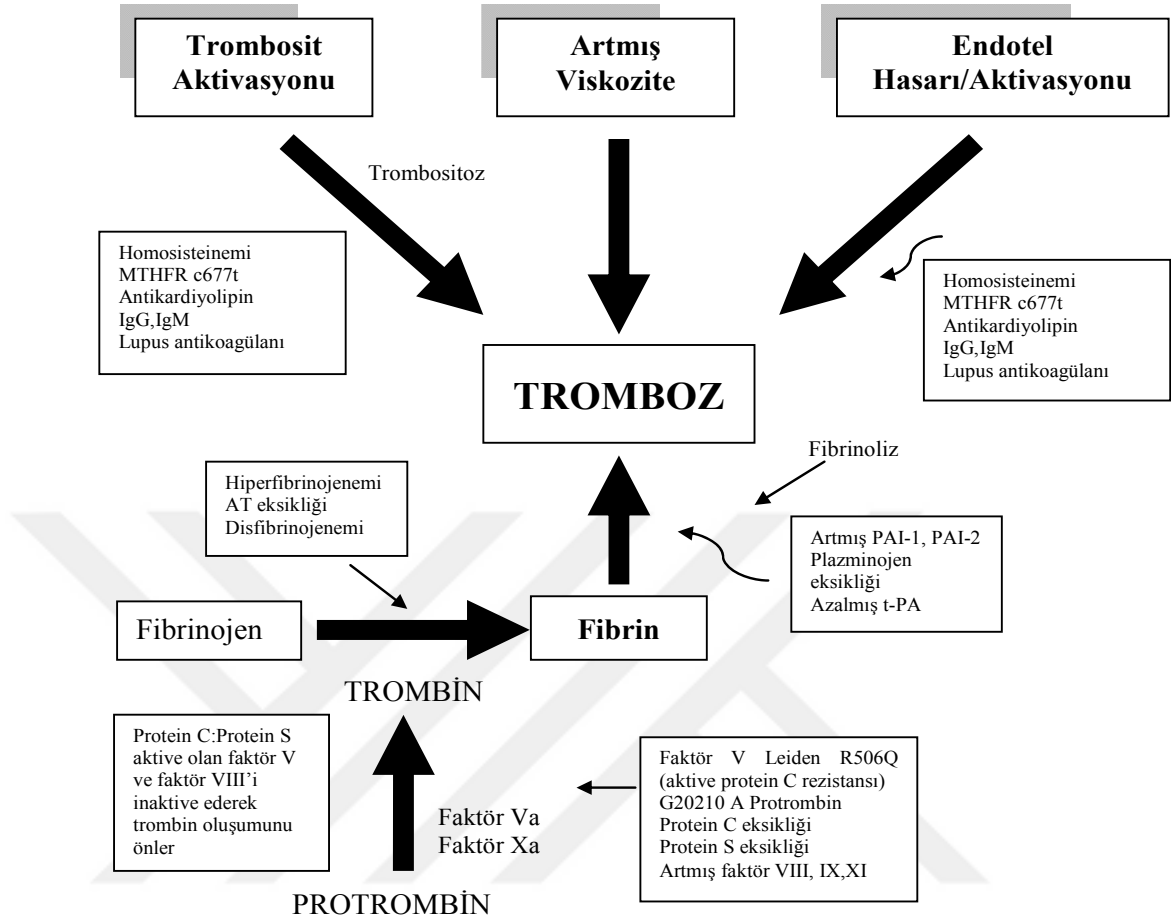 Trombosit
Aktivasyonu
Artmış
Viskozite
Endotel
Hasarı/Aktivasyonu
Trombositoz
Homosisteinemi
MTHFR c677t
Antikardiyolipin
IgG,IgM
Lupus antikoagülanı
Homosisteinemi
MTHFR c677t
Antikardiyolipin
IgG,IgM
Lupus antikoagülanı
TROMBOZ
Fibrinoliz
Hiperfibrinojenemi
AT eksikliği
Disfibrinojenemi
Artmış PAI-1, PAI-2
Plazminojen
eksikliği
Azalmış t-PA
Fibrinojen
Fibrin
TROMBİN
Protein C:Protein S
aktive olan faktör V
ve faktör VIII’i
inaktive ederek
trombin oluşumunu
önler
Faktör Va
Faktör Xa
Faktör V Leiden R506Q
(aktive protein C rezistansı)
G20210 A Protrombin
Protein C eksikliği
Protein S eksikliği
Artmış faktör VIII, IX,XI
PROTROMBİN